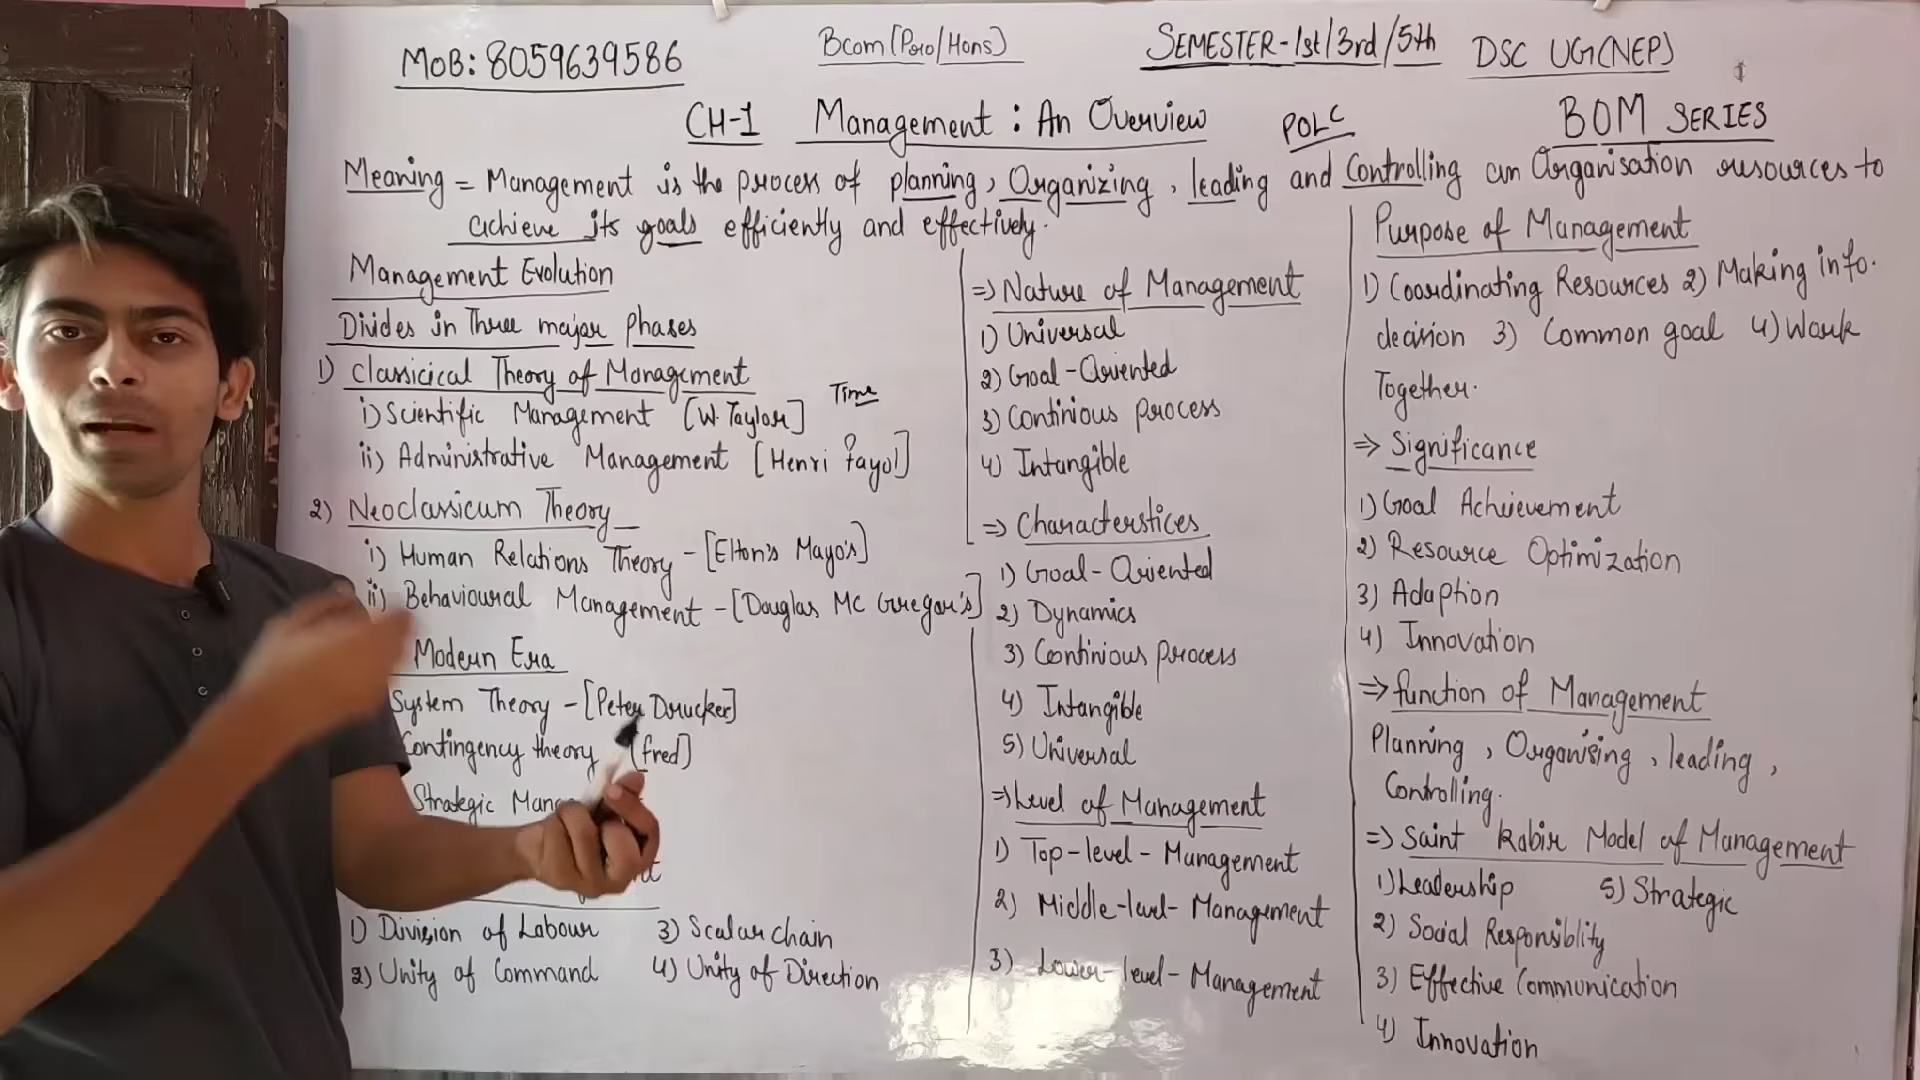 MOB: 8059639586
Bcom (Pro/Hons)
SEMESTER-1st/3rd/5th
DSC UG(NEP)
CH-1 Management : An Overview
POLC
BOM SERIES
Meaning = Management is the process of planning, Organizing, leading and Controlling an Organisation resources to
achieve its goals efficiently and effectively.
Management Evolution
Divides in Three major phases
1) Classicical Theory of Management
i) Scientific Management [W. Taylor]
Time
ii) Administrative Management [Henri fayol]
2) Neoclassicum Theory
i) Human Relations Theory - [Elton's Mayo's]
ii) Behavioural Management - [Douglas Mc Gregor's]
Modern Era
System Theory - [Peter Drucker]
Contingency theory [fred]
Strategic
1) Division of Labour 3) Scalar chain
2) Unity of Command 4) Unity of Direction
=> Nature of Management
1) Universal
2) Goal-Oriented
3) Continious process
4) Intangible
=> Characterstices
1) Goal-Oriented
2) Dynamics
3) Continious process
4) Intangible
5) Universal
=> Level of Management
1) Top-level-Management
2) Middle-level-Management
3) Lower-level-Management
Purpose of Management
1) Coordinating Resources 2) Making info.
decision 3) Common goal 4) Work
Together.
=> Significance
1) Goal Achievement
2) Resource Optimization
3) Adaption
4) Innovation
=> function of Management
Planning, Organising, leading,
Controlling.
=> Saint Kabir Model of Management
1) Leadership 5) Strategic
2) Social Responsiblity
3) Effective Communication
4) Innovation